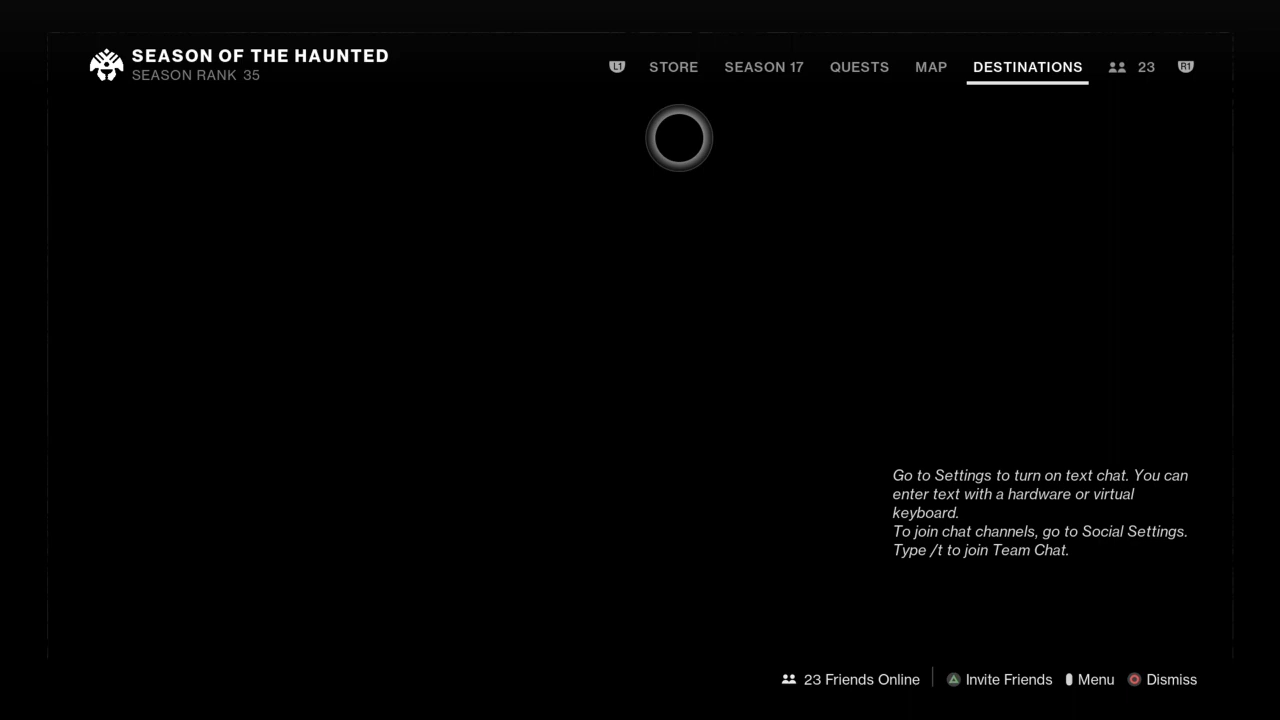 SEASON OF THE HAUNTED
SEASON RANK 35
L1 STORE SEASON 17 QUESTS MAP DESTINATIONS 23 R1
Go to Settings to turn on text chat. You can
enter text with a hardware or virtual
keyboard.
To join chat channels, go to Social Settings.
Type /t to join Team Chat.
23 Friends Online Invite Friends Menu Dismiss